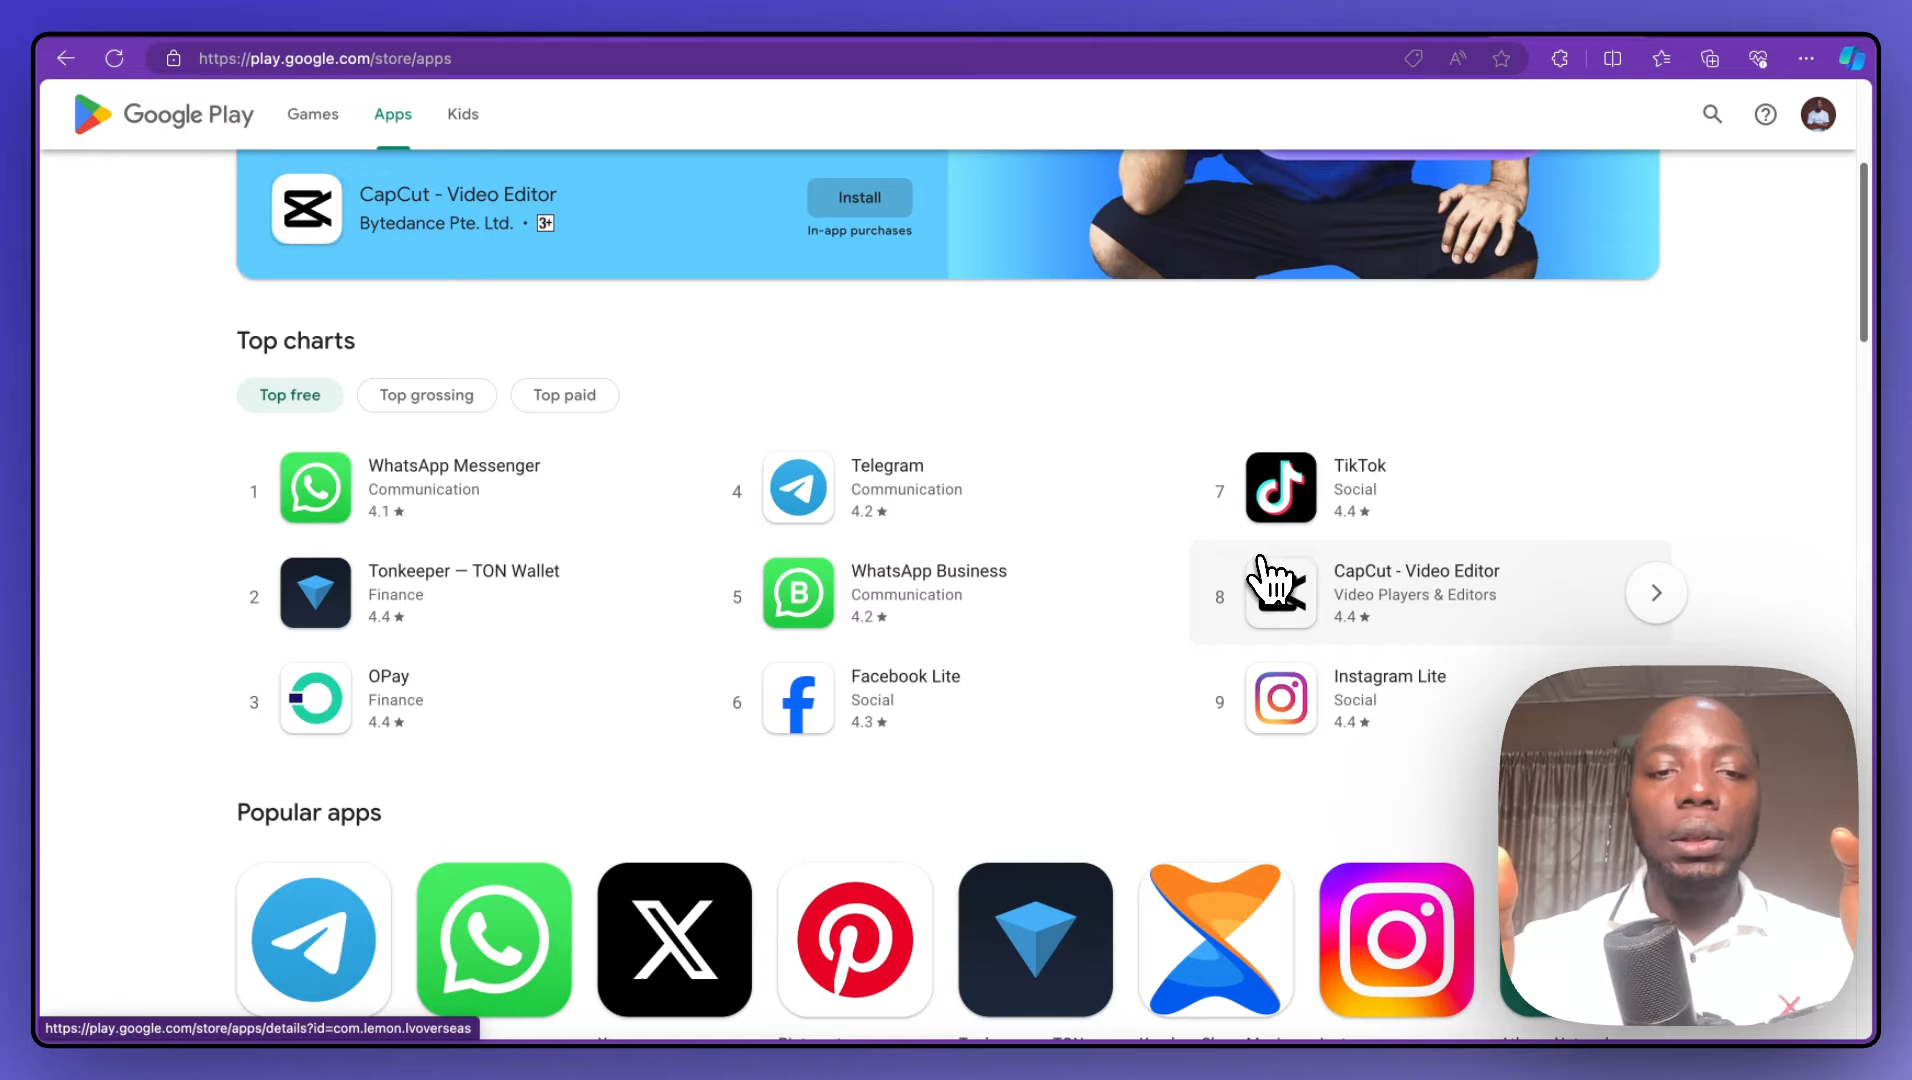 https://play.google.com/store/apps
Google Play
Games
Apps
Kids
CapCut - Video Editor
Bytedance Pte. Ltd. • 3+
Install
In-app purchases
Top charts
Top free
Top grossing
Top paid
1
WhatsApp Messenger
Communication
4.1 ★
2
Tonkeeper — TON Wallet
Finance
4.4 ★
3
OPay
Finance
4.4 ★
4
Telegram
Communication
4.2 ★
5
WhatsApp Business
Communication
4.2 ★
6
Facebook Lite
Social
4.3 ★
7
TikTok
Social
4.4 ★
8
CapCut - Video Editor
Video Players & Editors
4.4 ★
9
Instagram Lite
Social
4.4 ★
Popular apps
https://play.google.com/store/apps/details?id=com.lemon.lvoverseas